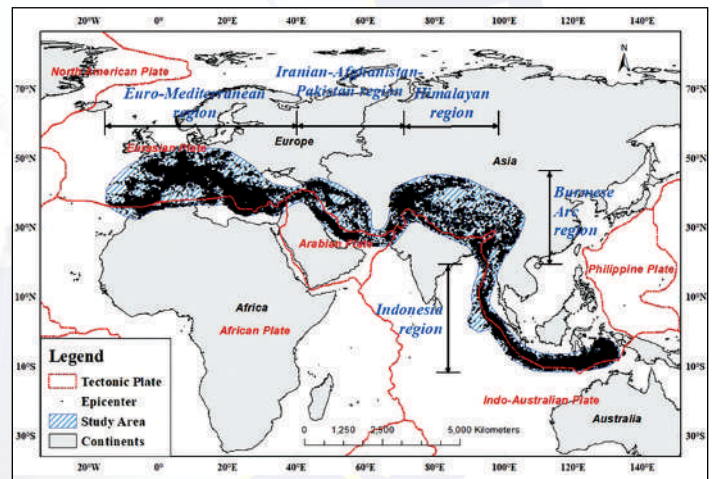 North American Plate
Iranian-Afghanistan-
Pakistan region
Euro-Mediterranean
region
Himalayan
region
Eurasian Plate
Europe
Asia
N
Burmese
Arc
region
Arabian Plate
Philippine Plate
Africa
African Plate
Indonesia
region
Indo-Australian Plate
Australia
Legend
Tectonic Plate
Epicenter
Study Area
Continents
0 1,250 2,500 5,000 Kilometers
70°N
50°N
30°N
10°N
10°S
30°S
70°N
50°N
30°N
10°N
10°S
30°S
20°W 0° 20°E 40°E 60°E 80°E 100°E 120°E 140°E
20°W 0° 20°E 40°E 60°E 80°E 100°E 120°E 140°E